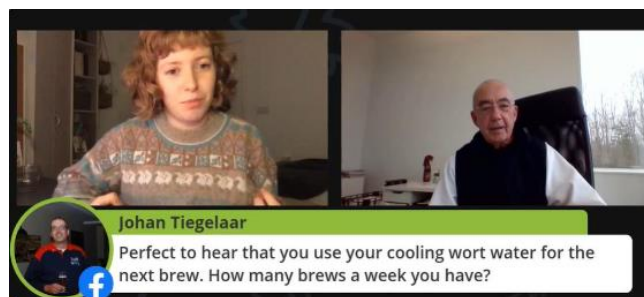 Johan Tiegelaar
Perfect to hear that you use your cooling wort water for the
next brew. How many brews a week you have?